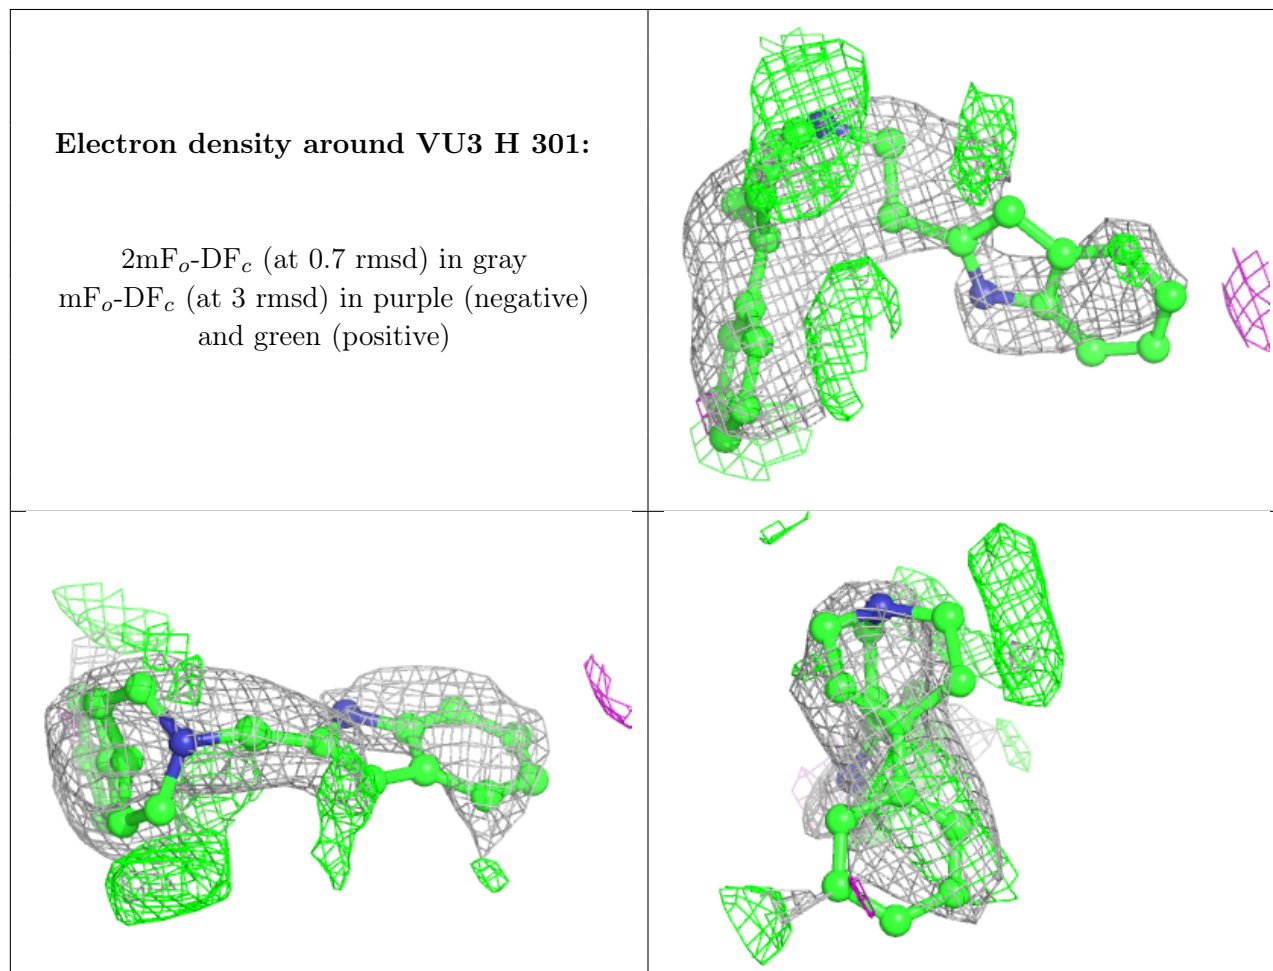 Electron density around VU3 H 301:
2mFo-DFc (at 0.7 rmsd) in gray
mFo-DFc (at 3 rmsd) in purple (negative)
and green (positive)